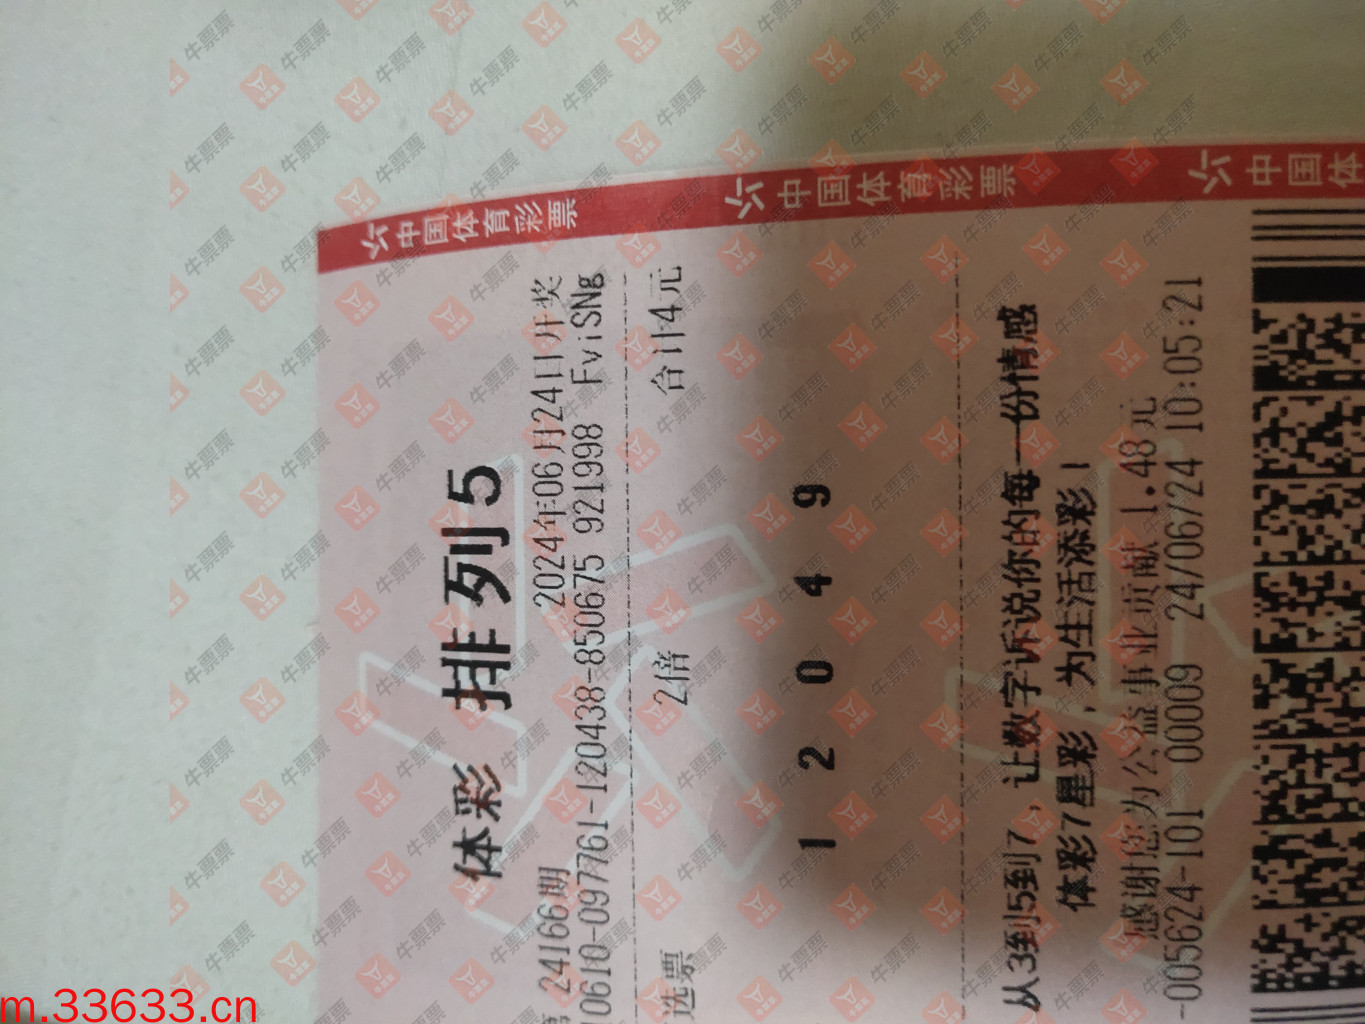 中国体育彩票 中国体育彩票 中国体
体彩 排列5
第 24166期 2024年06月24日开奖
10610-097761-120438-850675 921998 FviSNg
选票 2倍 合计4元
1 2 0 4 9
从3到5到7，让数字诉说你的每一份情感
体彩7星彩，为生活添彩！
感谢您为公益事业贡献 1.48元
-005624-101 000009 24/06/24 10:05:21
牛票票
m.33633.cn